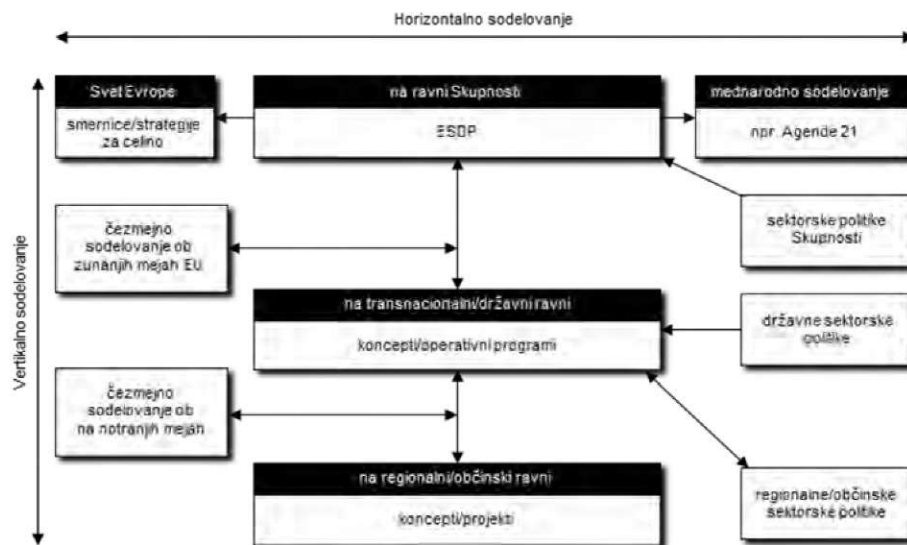 Horizontalno sodelovanje
Vertikalno sodelovanje
Svet Evrope
smernice/strategije
za celino
na ravni Skupnosti
ESDP
mednarodno sodelovanje
npr. Agende 21
čezmejno
sodelovanje ob
zunanjih mejah EU
sektorske politike
Skupnosti
na transnacionalni/državni ravni
koncepti/operativni programi
državne sektorske
politike
čezmejno
sodelovanje ob
na notranjih mejah
na regionalni/občinski ravni
koncepti/projekti
regionalne/občinske
sektorske politike